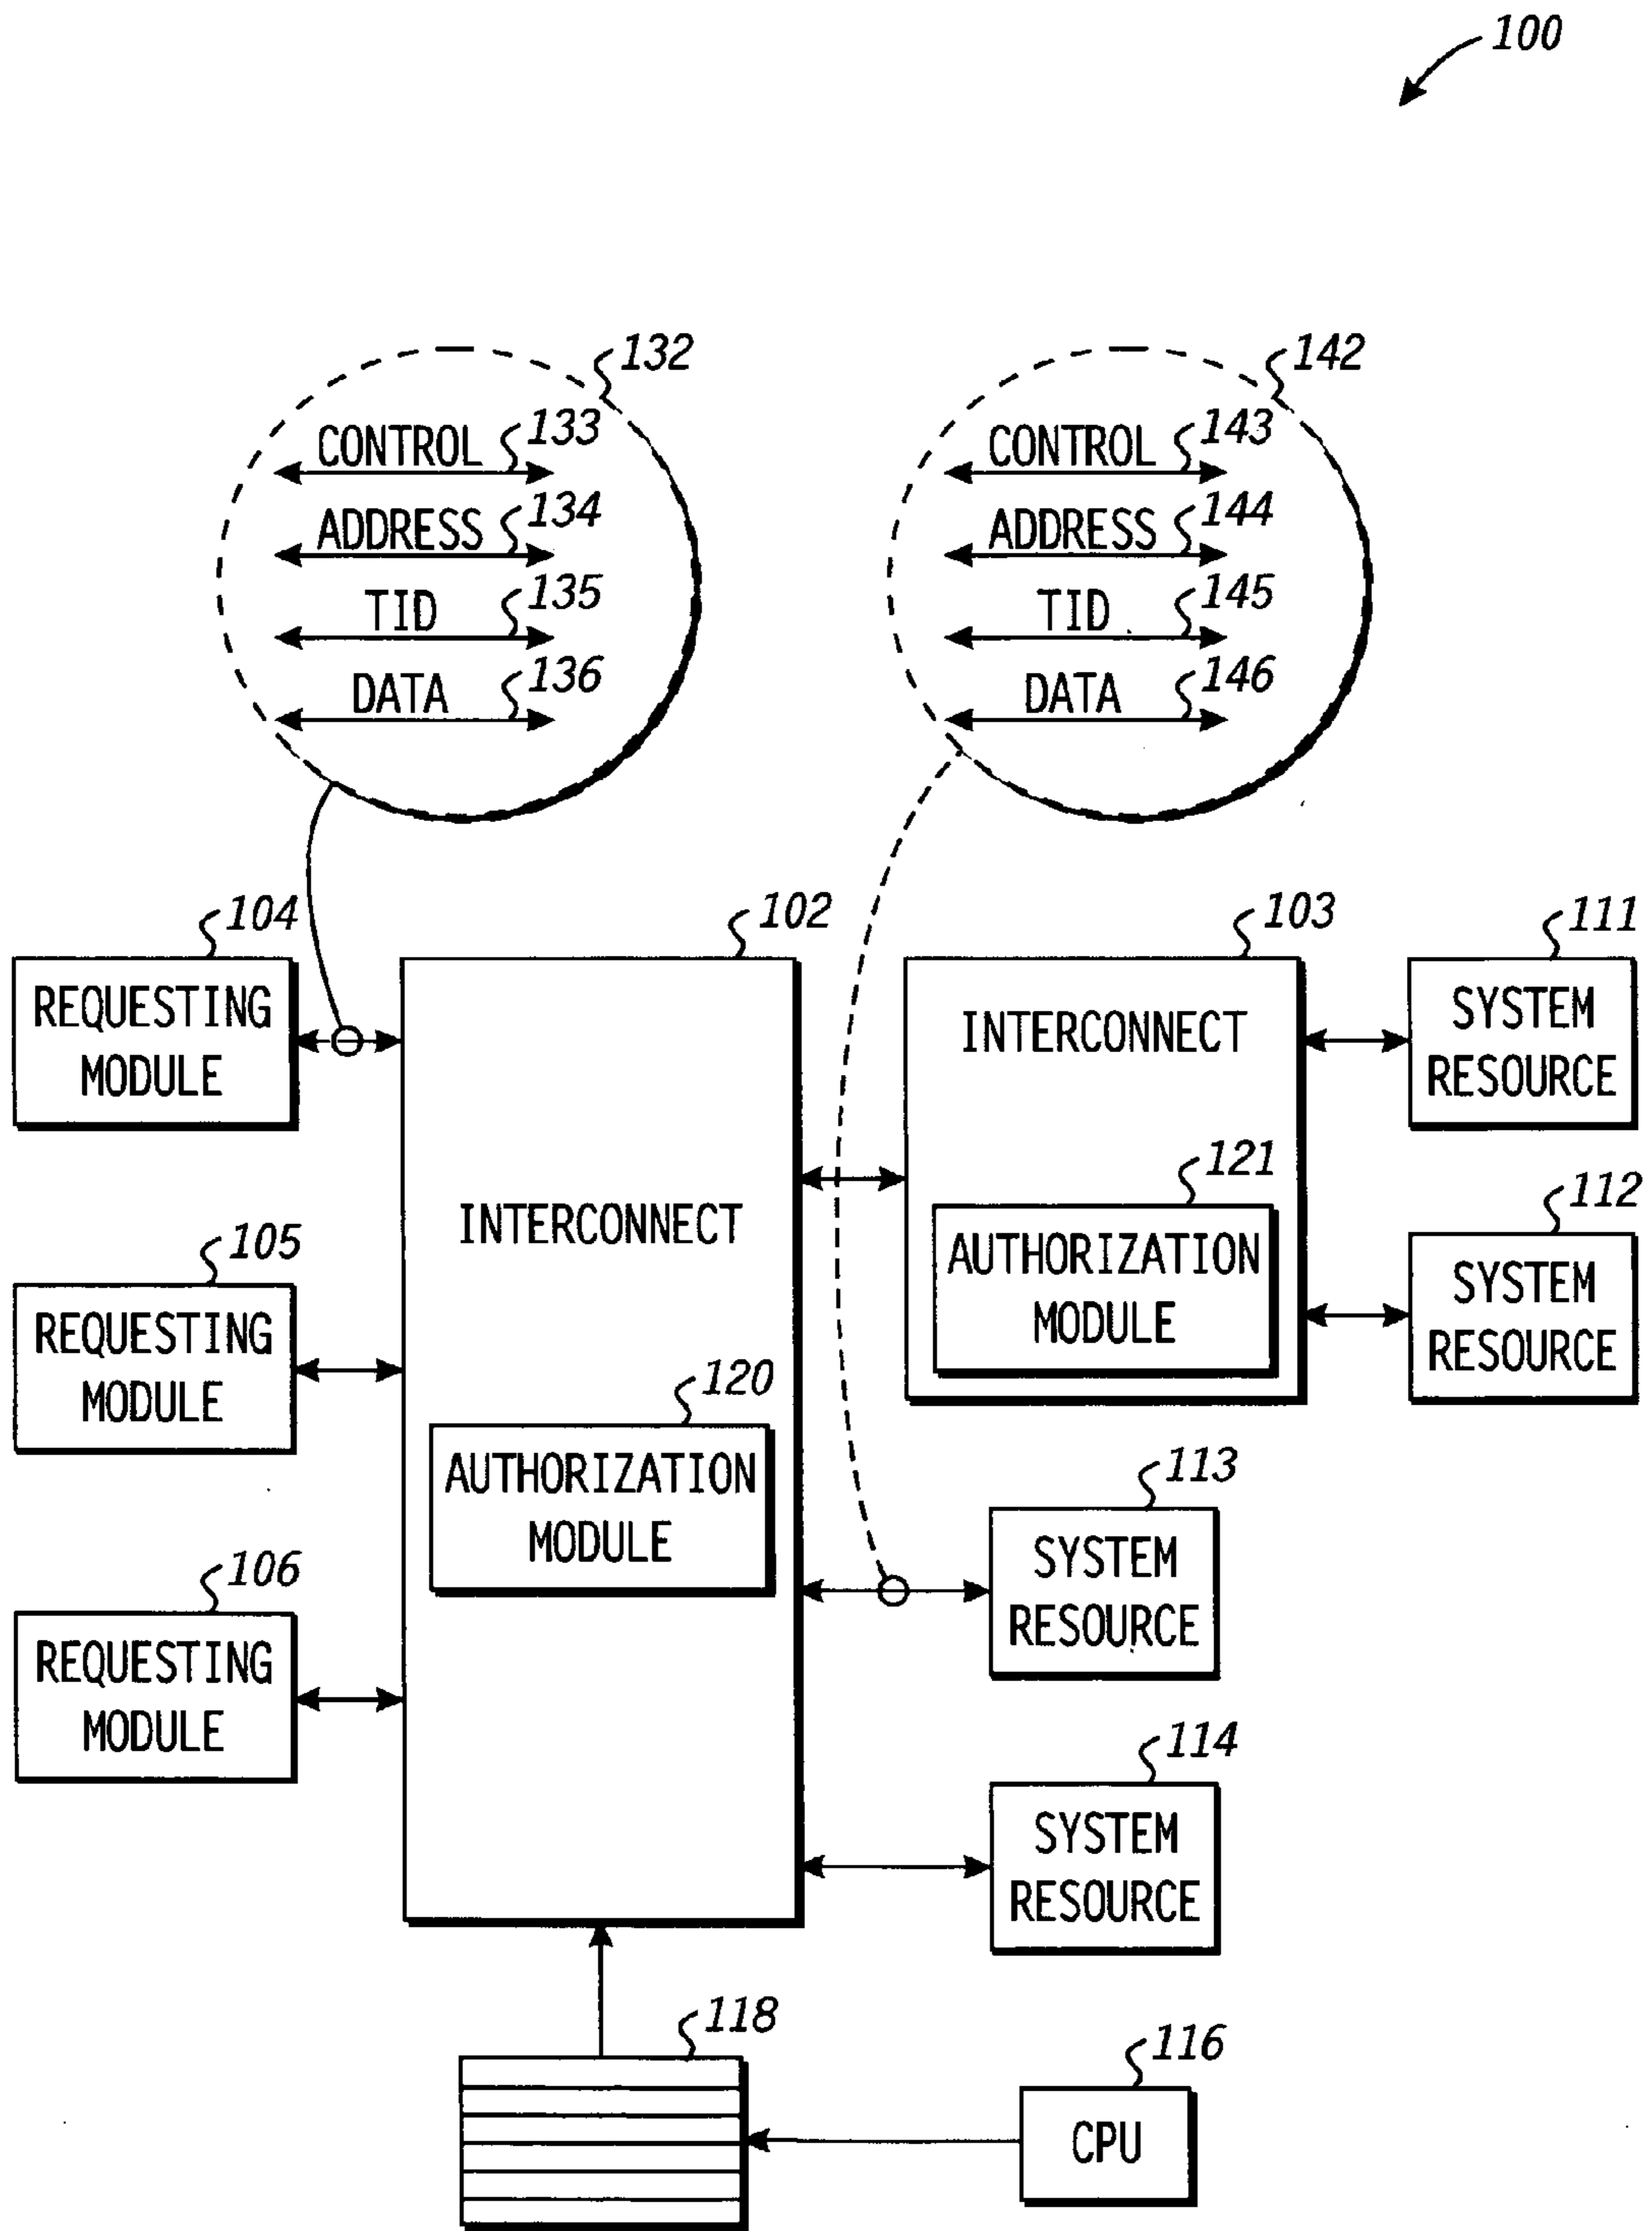 100
132
CONTROL 133
ADDRESS 134
TID 135
DATA 136
142
CONTROL 143
ADDRESS 144
TID 145
DATA 146
104
REQUESTING
MODULE
102
INTERCONNECT
103
INTERCONNECT
111
SYSTEM
RESOURCE
121
AUTHORIZATION
MODULE
112
SYSTEM
RESOURCE
105
REQUESTING
MODULE
120
AUTHORIZATION
MODULE
113
SYSTEM
RESOURCE
106
REQUESTING
MODULE
114
SYSTEM
RESOURCE
118
116
CPU